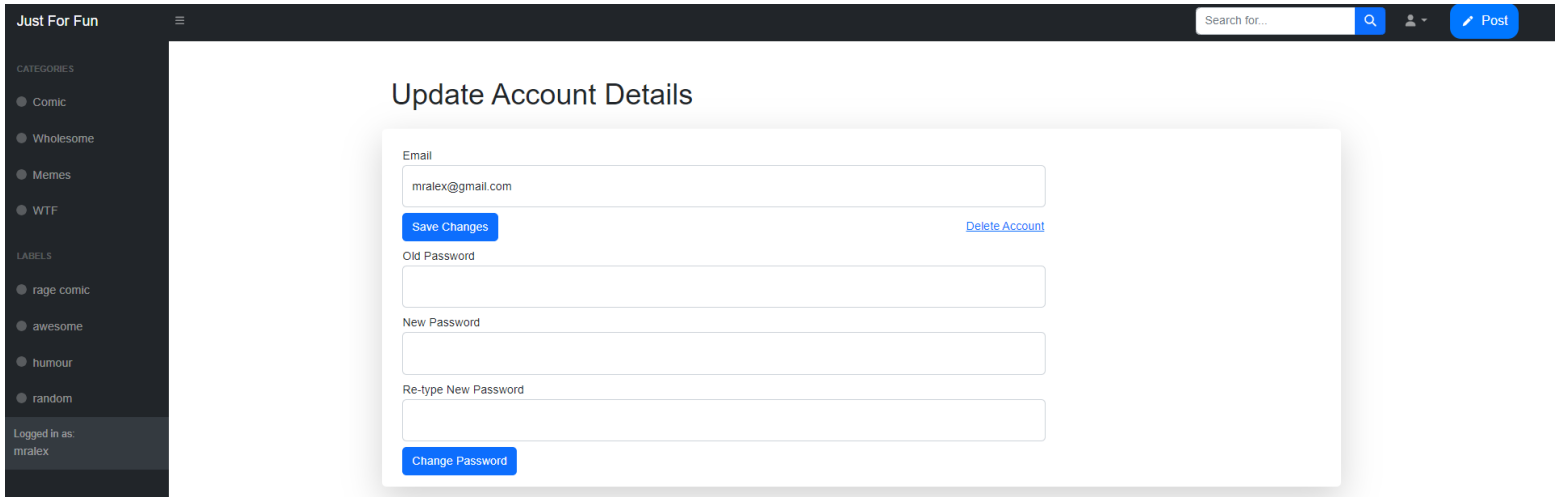 Just For Fun
Search for...
Post
CATEGORIES
Comic
Wholesome
Memes
WTF
LABELS
rage comic
awesome
humour
random
Logged in as:
mralex
Update Account Details
Email
mralex@gmail.com
Save Changes
Delete Account
Old Password
New Password
Re-type New Password
Change Password